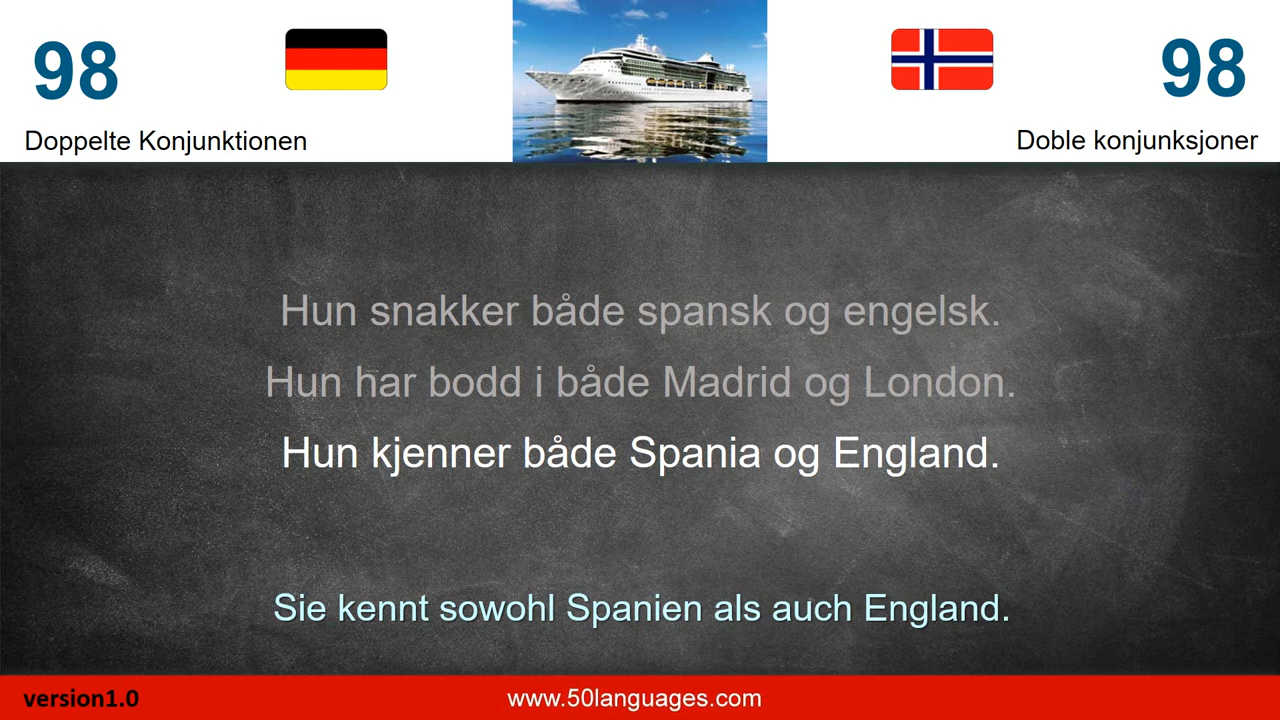 98
98
Doppelte Konjunktionen
Doble konjunksjoner
Hun snakker både spansk og engelsk.
Hun har bodd i både Madrid og London.
Hun kjenner både Spania og England.
Sie kennt sowohl Spanien als auch England.
version1.0
www.50languages.com